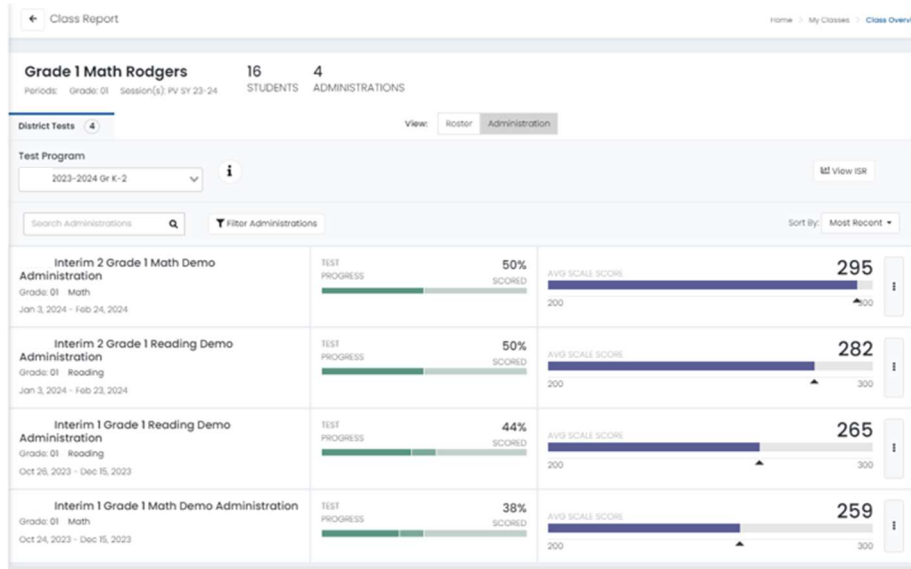 Class Report
Home > My Classes > Class Overvi
Grade 1 Math Rodgers
Periods: Grade: 01 Session(s): PV SY 23-24
16
STUDENTS
4
ADMINISTRATIONS
District Tests 4
View: Roster Administration
Test Program
2023-2024 Gr K-2
i
View ISR
Search Administrations
Filter Administrations
Sort By: Most Recent
Interim 2 Grade 1 Math Demo
Administration
Grade: 01 Math
Jan 3, 2024 - Feb 24, 2024
TEST
PROGRESS
50%
SCORED
AVG SCALE SCORE
295
200 300
Interim 2 Grade 1 Reading Demo
Administration
Grade: 01 Reading
Jan 3, 2024 - Feb 23, 2024
TEST
PROGRESS
50%
SCORED
AVG SCALE SCORE
282
200 300
Interim 1 Grade 1 Reading Demo
Administration
Grade: 01 Reading
Oct 26, 2023 - Dec 15, 2023
TEST
PROGRESS
44%
SCORED
AVG SCALE SCORE
265
200 300
Interim 1 Grade 1 Math Demo Administration
Grade: 01 Math
Oct 24, 2023 - Dec 15, 2023
TEST
PROGRESS
38%
SCORED
AVG SCALE SCORE
259
200 300